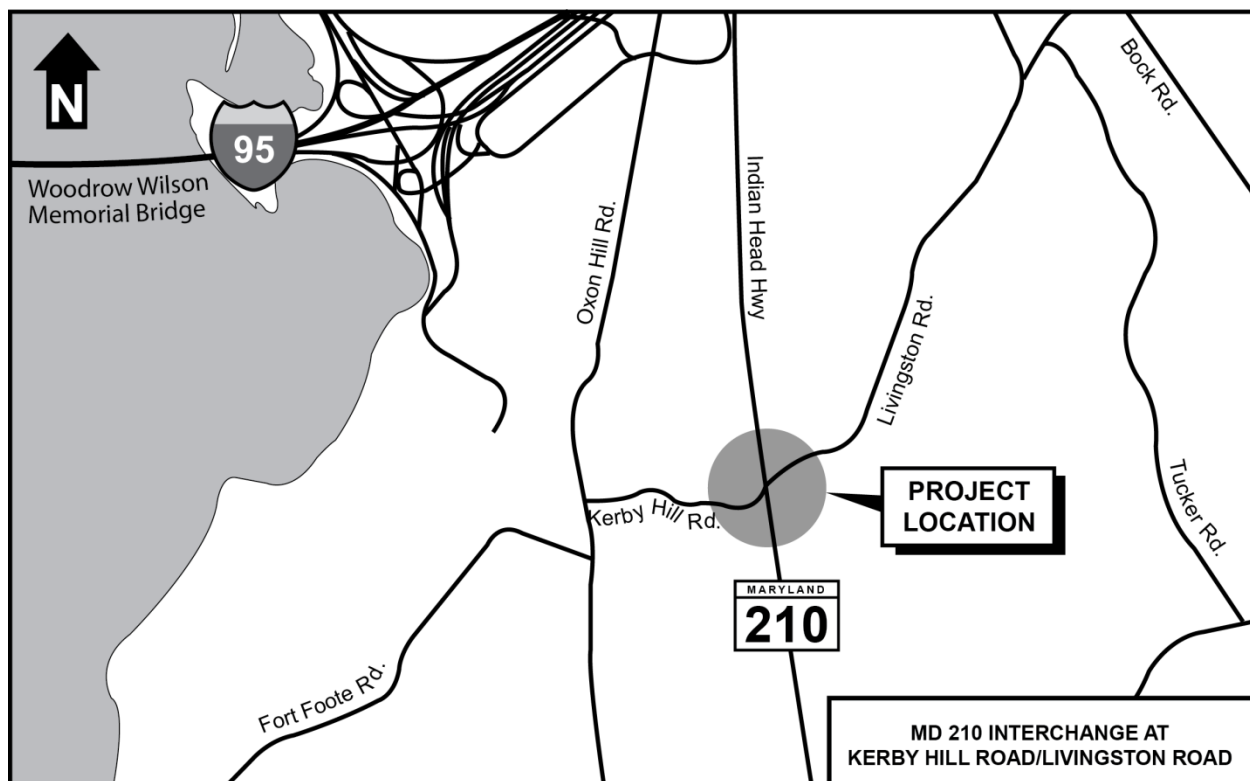 N
95
Woodrow Wilson
Memorial Bridge
Oxon Hill Rd.
Indian Head Hwy
Livingston Rd.
Bock Rd.
Tucker Rd.
Kerby Hill Rd.
PROJECT
LOCATION
MARYLAND
210
Fort Foote Rd.
MD 210 INTERCHANGE AT
KERBY HILL ROAD/LIVINGSTON ROAD